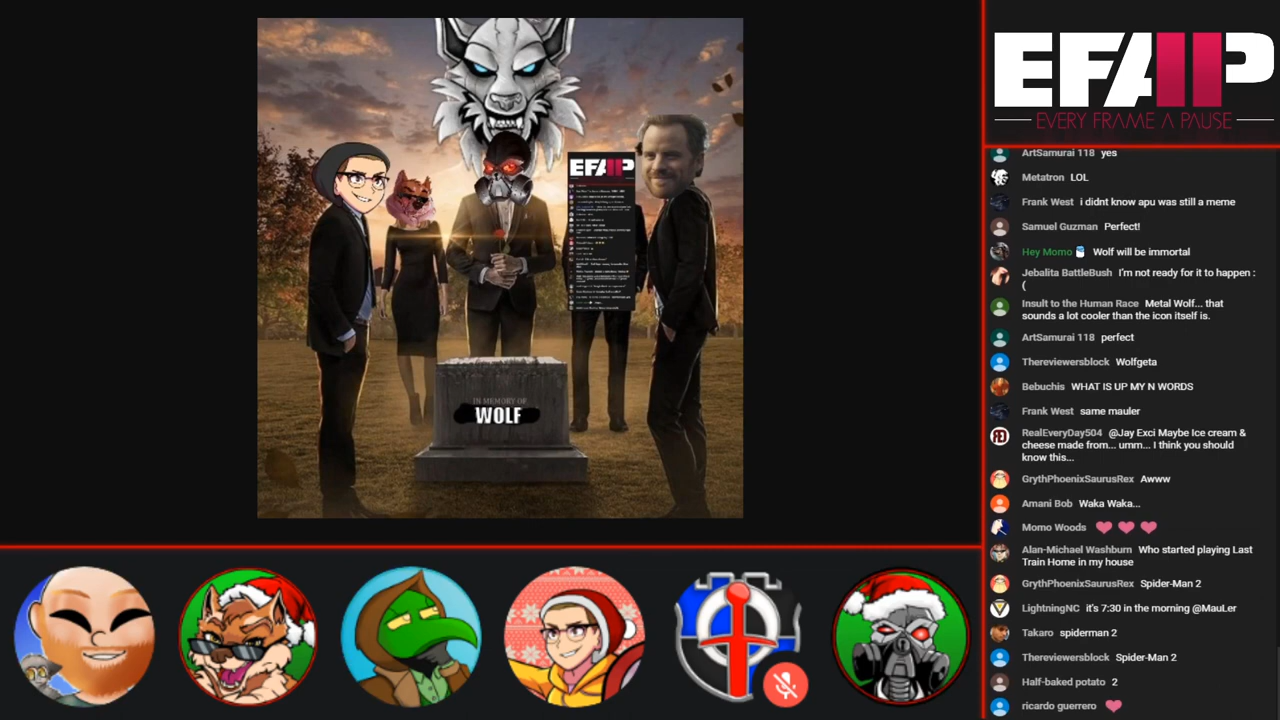 EFAP
EVERY FRAME A PAUSE
EFAP
IN MEMORY OF
WOLF
ArtSamurai 118 yes
Metatron LOL
Frank West i didnt know apu was still a meme
Samuel Guzman Perfect!
Hey Momo Wolf will be immortal
Jebalita BattleBush I'm not ready for it to happen :
(
Insult to the Human Race Metal Wolf... that
sounds a lot cooler than the icon itself is.
ArtSamurai 118 perfect
Thereviewersblock Wolfgeta
Bebuchis WHAT IS UP MY N WORDS
Frank West same mauler
RealEveryDay504 @Jay Exci Maybe Ice cream &
cheese made from... umm... I think you should
know this...
GrythPhoenixSaurusRex Awww
Amani Bob Waka Waka...
Momo Woods
Alan-Michael Washburn Who started playing Last
Train Home in my house
GrythPhoenixSaurusRex Spider-Man 2
LightningNC it's 7:30 in the morning @MauLer
Takaro spiderman 2
Thereviewersblock Spider-Man 2
Half-baked potato 2
ricardo guerrero